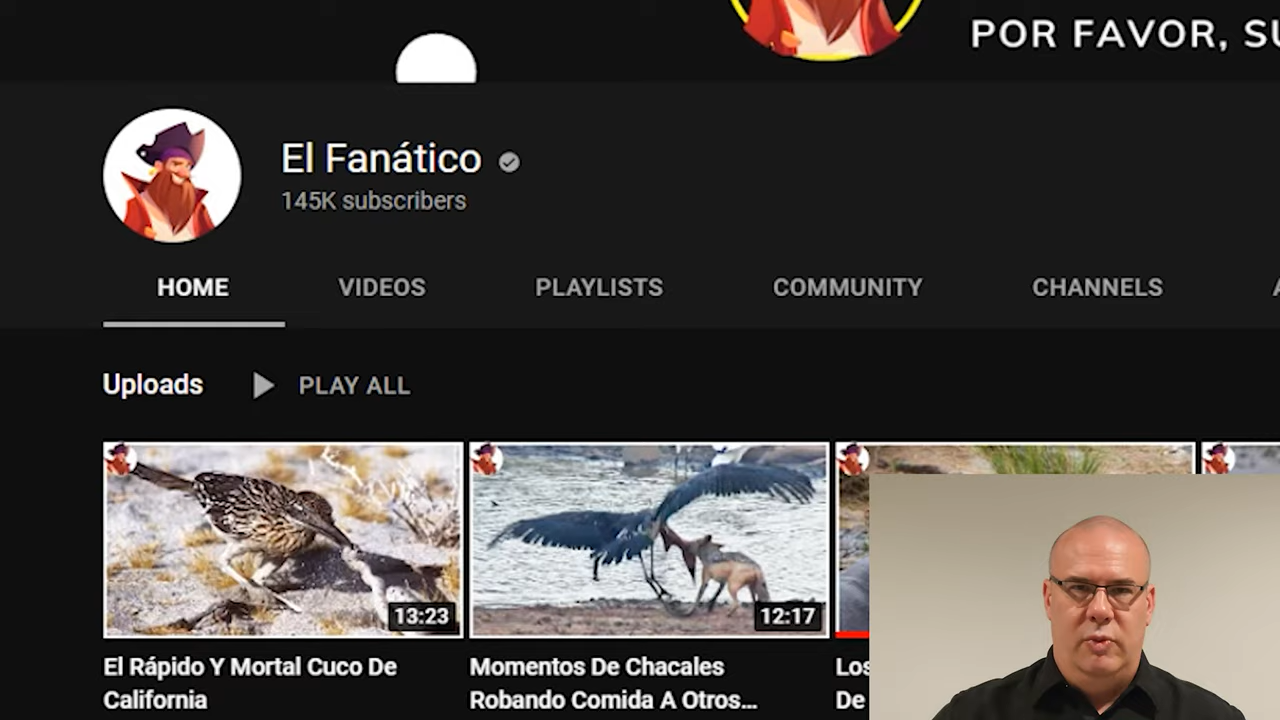 POR FAVOR,
El Fanático
145K subscribers
HOME VIDEOS PLAYLISTS COMMUNITY CHANNELS
Uploads PLAY ALL
13:23 12:17
El Rápido Y Mortal Cuco De
California
Momentos De Chacales
Robando Comida A Otros...
Los
De